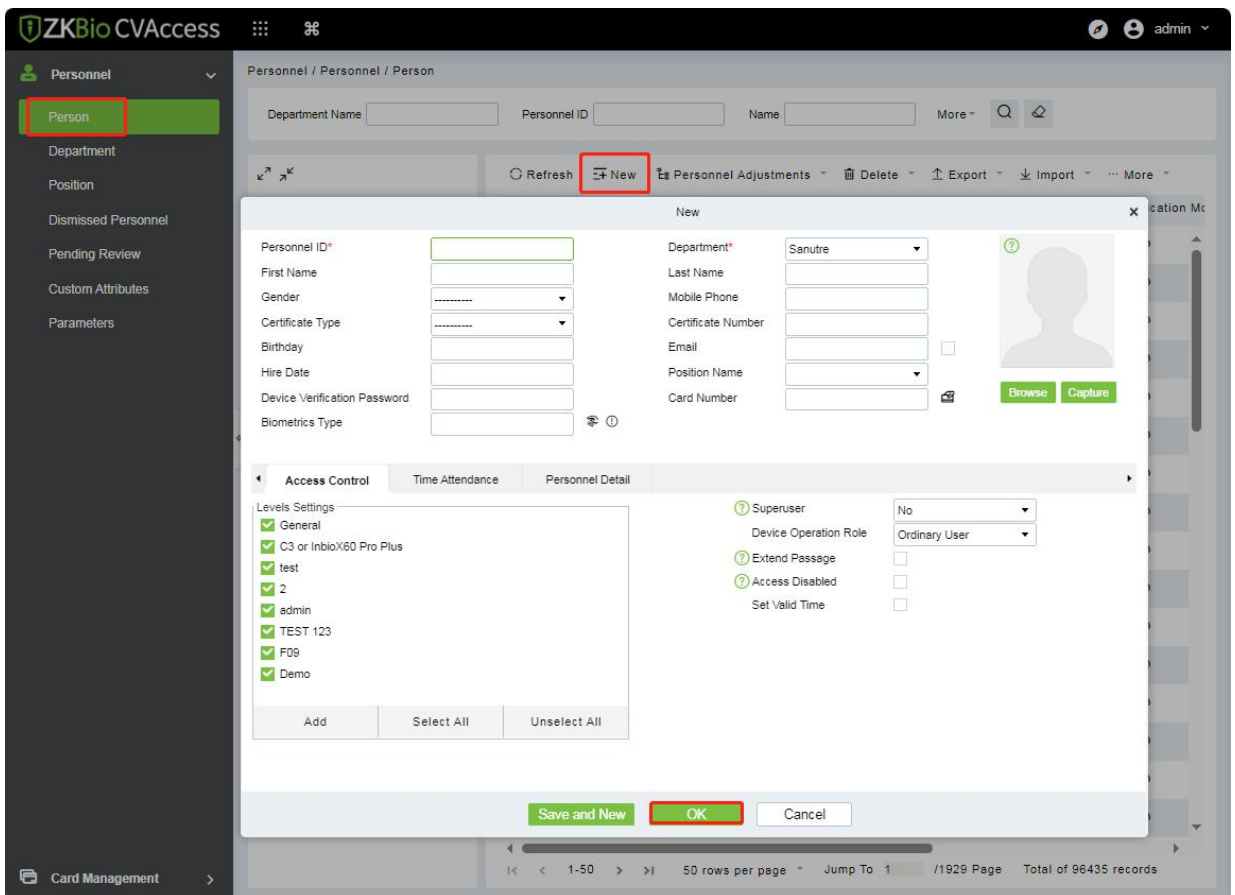 ZKBio CVAccess
admin
Personnel
Person
Department
Position
Dismissed Personnel
Pending Review
Custom Attributes
Parameters
Card Management
Personnel / Personnel / Person
Department Name Personnel ID Name More
Refresh New Personnel Adjustments Delete Export Import ··· More
New
cation Mo
Personnel ID* Department* Sanutre
First Name Last Name
Gender ---------- Mobile Phone
Certificate Type ---------- Certificate Number
Birthday Email
Hire Date Position Name
Device Verification Password Card Number
Browse Capture
Biometrics Type
Access Control Time Attendance Personnel Detail
Levels Settings
General
C3 or InbioX60 Pro Plus
test
2
admin
TEST 123
F09
Demo
Add Select All Unselect All
Superuser No
Device Operation Role Ordinary User
Extend Passage
Access Disabled
Set Valid Time
Save and New OK Cancel
|< < 1-50 > >| 50 rows per page Jump To 1 /1929 Page Total of 96435 records